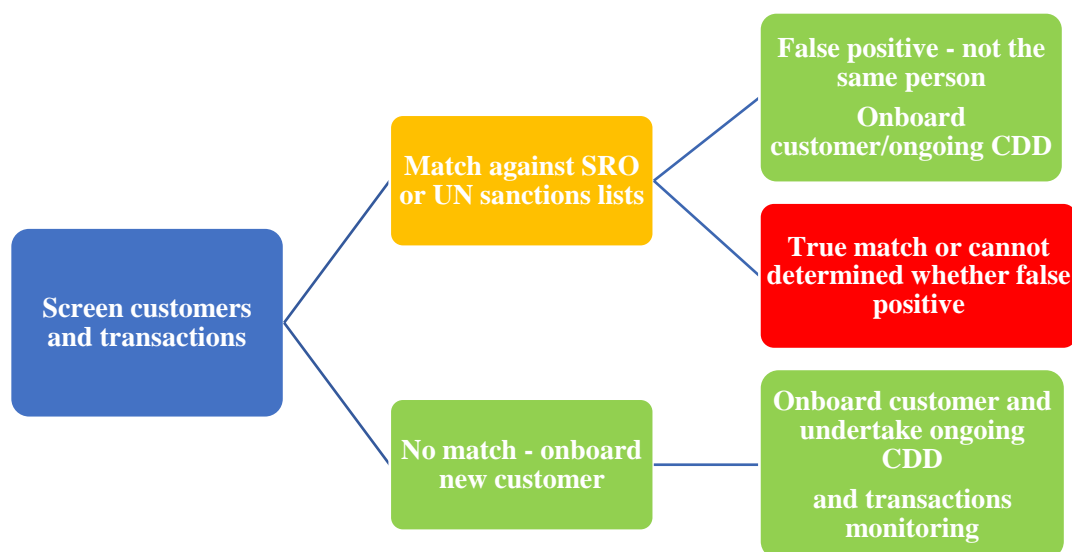 Screen customers
and transactions
Match against SRO
or UN sanctions lists
No match - onboard
new customer
False positive - not the
same person
Onboard
customer/ongoing CDD
True match or cannot
determined whether false
positive
Onboard customer and
undertake ongoing
CDD
and transactions
monitoring